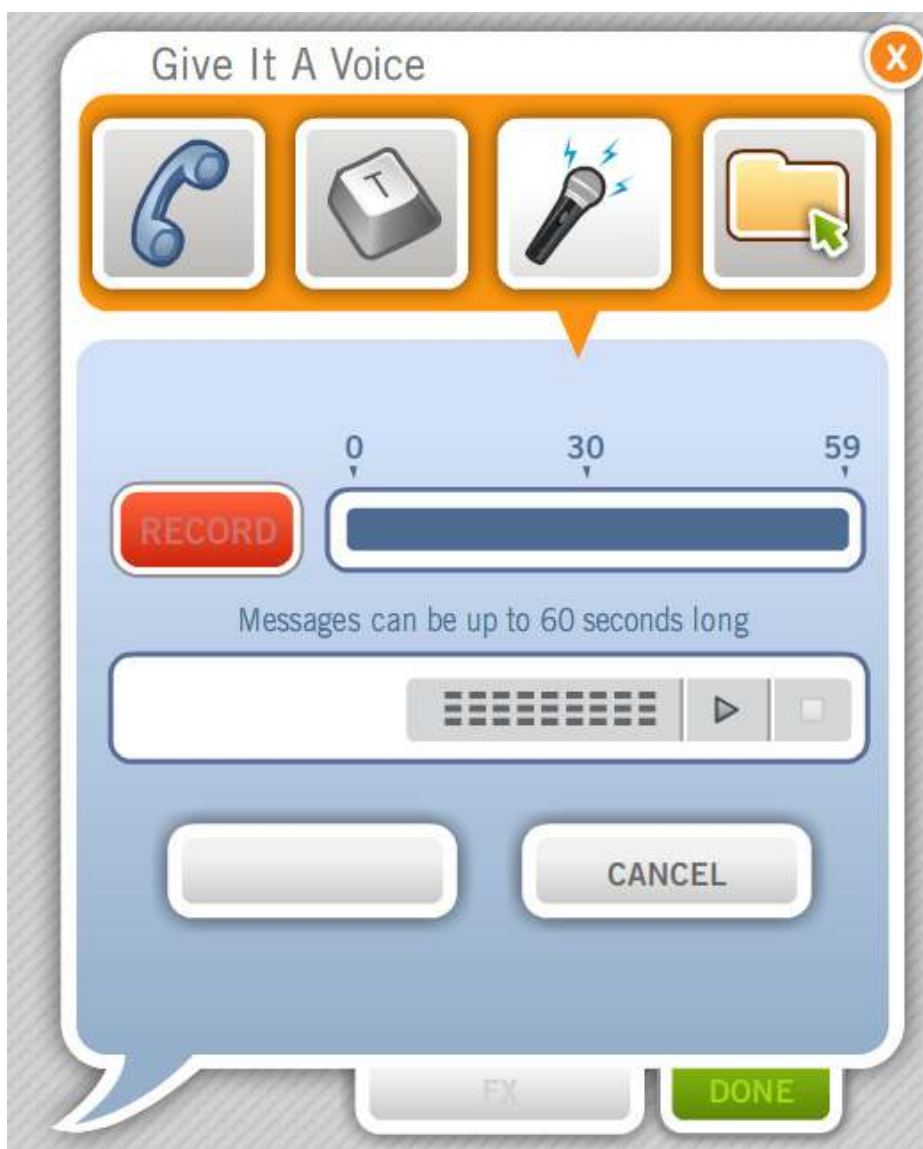 Give It A Voice
X
T
0 30 59
RECORD
Messages can be up to 60 seconds long
CANCEL
FX
DONE